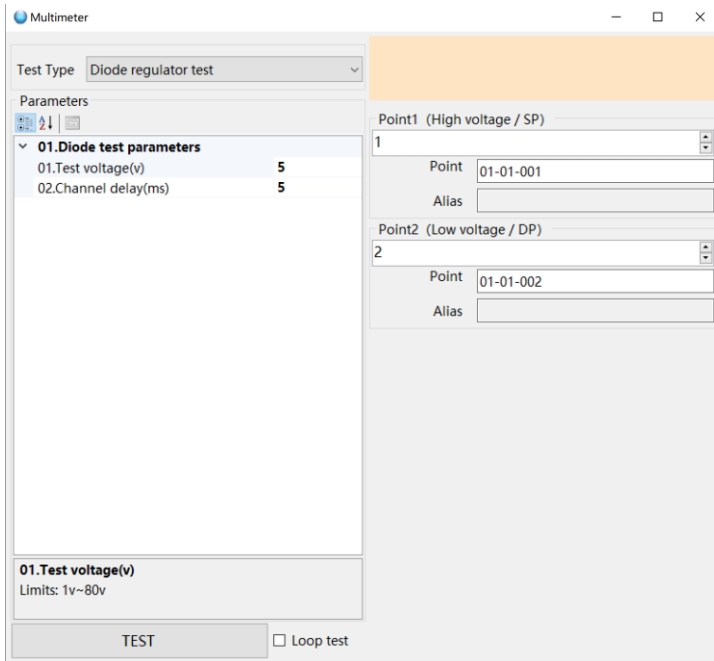 Multimeter
Test Type Diode regulator test
Parameters
01.Diode test parameters
01.Test voltage(v) 5
02.Channel delay(ms) 5
01.Test voltage(v)
Limits: 1v~80v
TEST Loop test
Point1 (High voltage / SP)
1
Point 01-01-001
Alias
Point2 (Low voltage / DP)
2
Point 01-01-002
Alias